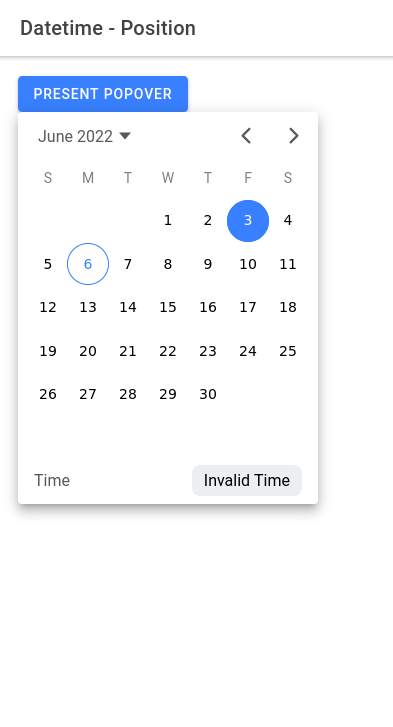 Datetime - Position
PRESENT POPOVER
June 2022
S M T W T F S
1 2 3 4
5 6 7 8 9 10 11
12 13 14 15 16 17 18
19 20 21 22 23 24 25
26 27 28 29 30
Time Invalid Time